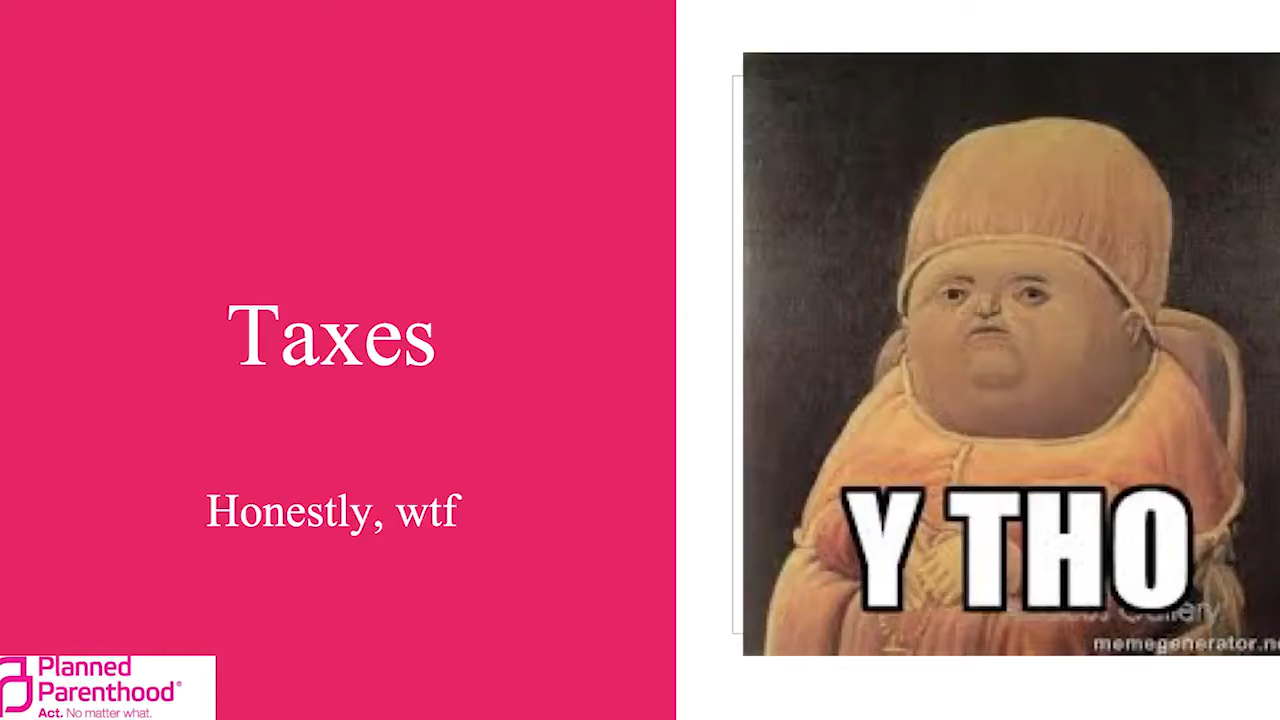 Taxes
Honestly, wtf
Y THO
memegenerator.ne
Planned
Parenthood®
Act. No matter what.